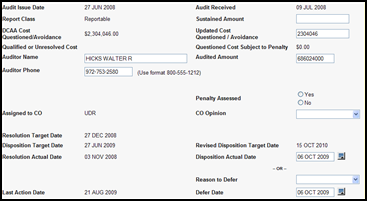 Audit Issue Date 27 JUN 2008 Audit Received 09 JUL 2008
Report Class Reportable Sustained Amount
DCAA Cost Questioned/Avoidance $2,304,046.00 Updated Cost Questioned / Avoidance 2304046
Qualified or Unresolved Cost Questioned Cost Subject to Penalty $0.00
Auditor Name HICKS WALTER R Audited Amount 686024000
Auditor Phone 972-753-2580 (Use format 800-555-1212)
Penalty Assessed Yes
No
Assigned to CO UDR CO Opinion
Resolution Target Date 27 DEC 2008
Disposition Target Date 27 JUN 2009 Revised Disposition Target Date 15 OCT 2010
Resolution Actual Date 03 NOV 2008 Disposition Actual Date 06 OCT 2009
-- OR --
Reason to Defer
Last Action Date 21 AUG 2009 Defer Date 06 OCT 2009